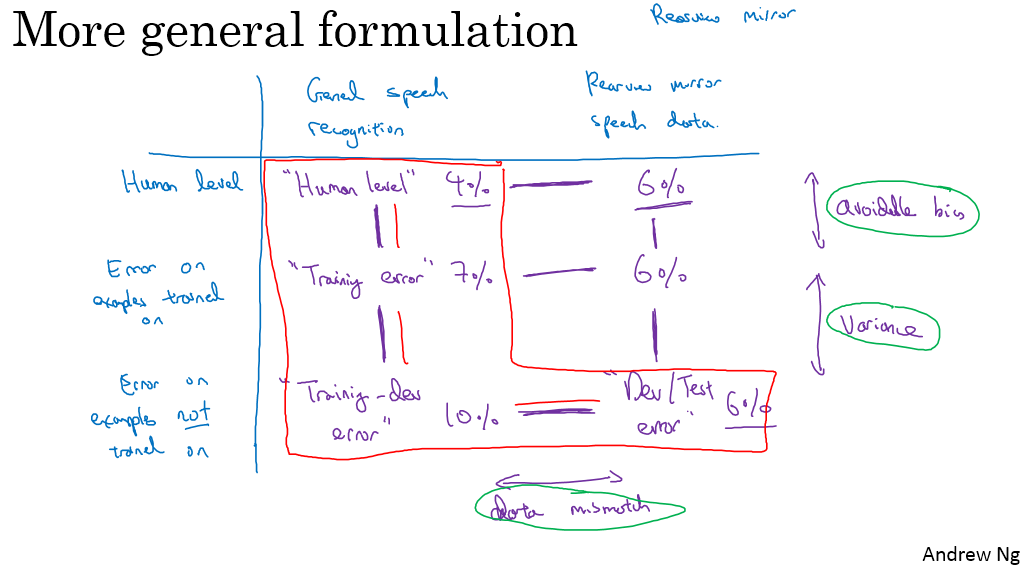 More general formulation
Rearview mirror
General speech
recognition
Rearview mirror
speech data.
Human level
"Human level" 4%
6%
avoidable bias
Error on
examples trained
on
"Training error" 7%
6%
Variance
Error on
examples not
trained on
"Training-dev
error" 10%
"Dev/Test
error" 6%
data mismatch
Andrew Ng